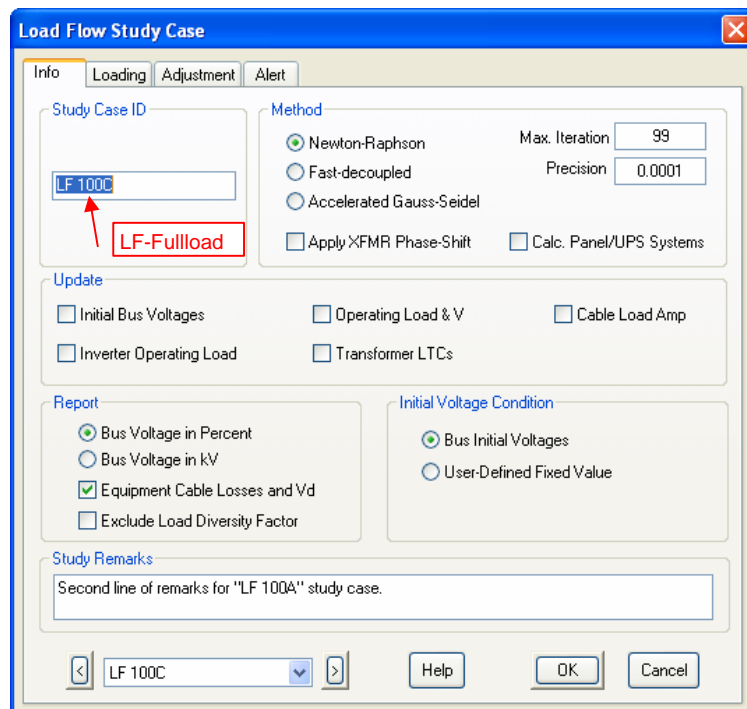 Load Flow Study Case
Info Loading Adjustment Alert
Study Case ID
LF 100C
LF-Fullload
Method
Newton-Raphson
Fast-decoupled
Accelerated Gauss-Seidel
Max. Iteration 99
Precision 0.0001
Apply XFMR Phase-Shift Calc. Panel/UPS Systems
Update
Initial Bus Voltages Operating Load & V Cable Load Amp
Inverter Operating Load Transformer LTCs
Report
Bus Voltage in Percent
Bus Voltage in kV
Equipment Cable Losses and Vd
Exclude Load Diversity Factor
Initial Voltage Condition
Bus Initial Voltages
User-Defined Fixed Value
Study Remarks
Second line of remarks for "LF 100A" study case.
< LF 100C > Help OK Cancel